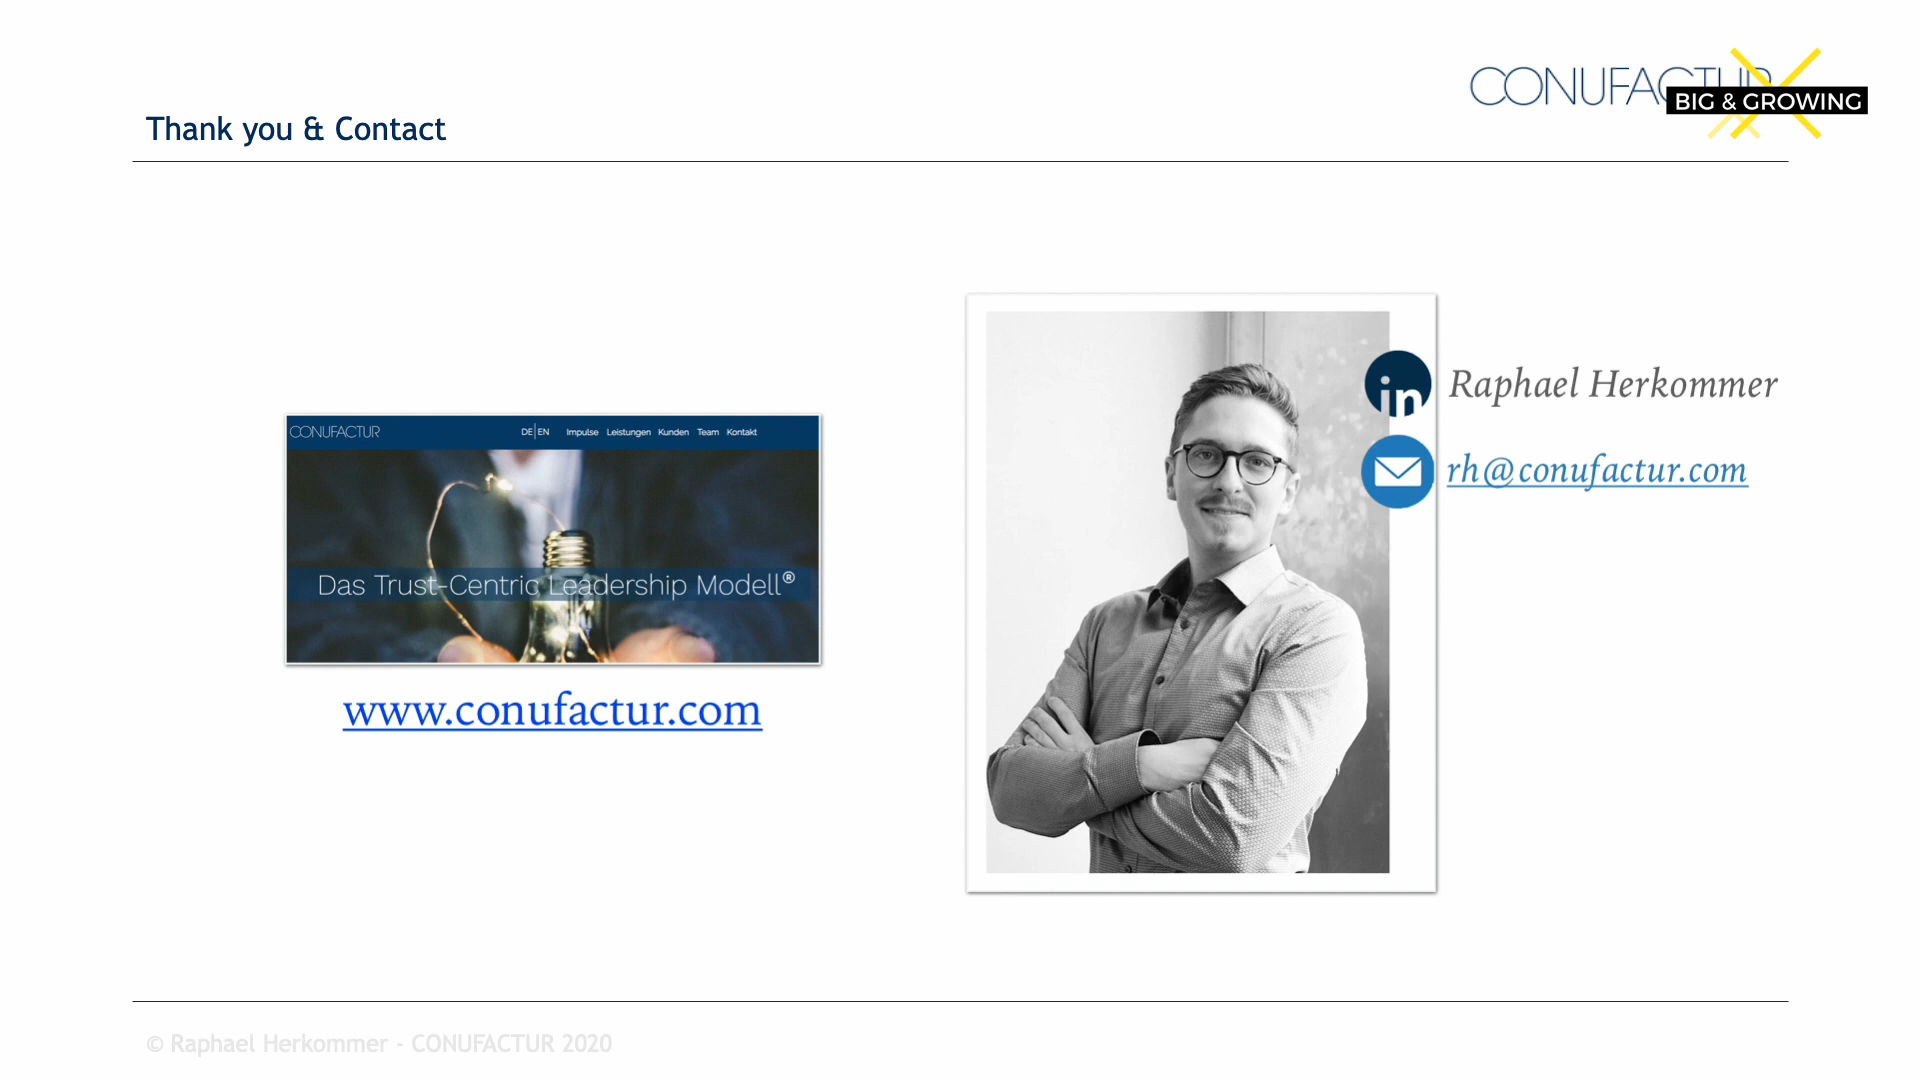 CONUFACTUR
BIG & GROWING
Thank you & Contact
CONUFACTUR DE|EN Impulse Leistungen Kunden Team Kontakt
Das Trust-Centric Leadership Modell®
www.conufactur.com
in Raphael Herkommer
rh@conufactur.com
© Raphael Herkommer - CONUFACTUR 2020